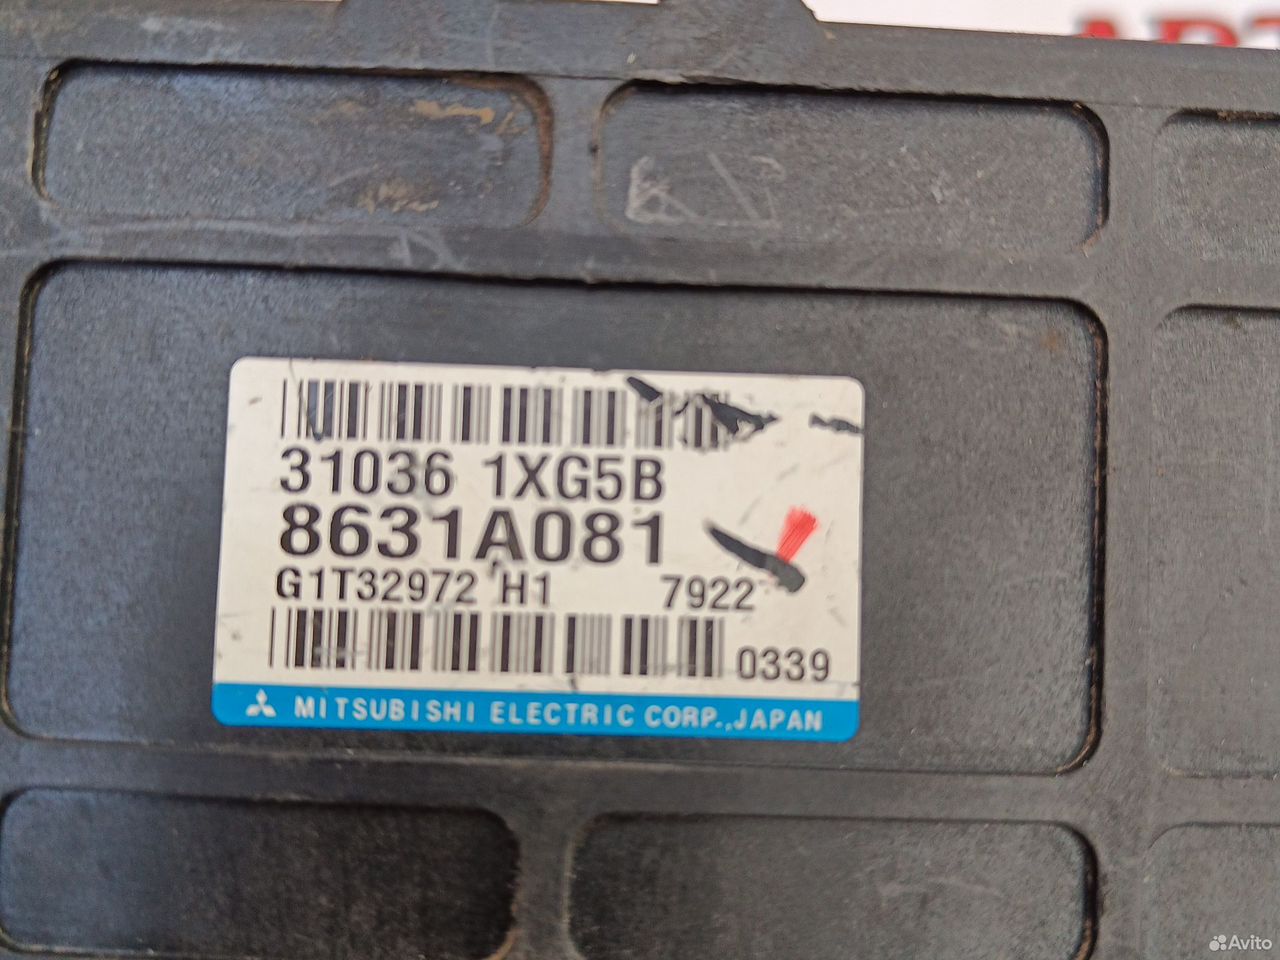 31036 1XG5B
8631A081
G1T32972 H1 7922
0339
MITSUBISHI ELECTRIC CORP.,JAPAN
Avito